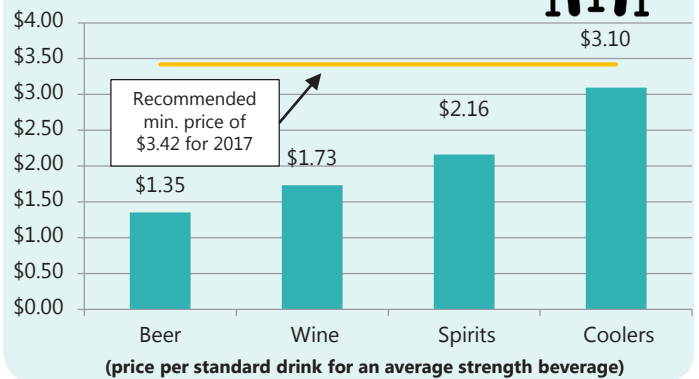 $4.00
$3.50
$3.00
$2.50
$2.00
$1.50
$1.00
$0.50
$0.00
Recommended
min. price of
$3.42 for 2017
$1.35
$1.73
$2.16
$3.10
Beer
Wine
Spirits
Coolers
(price per standard drink for an average strength beverage)